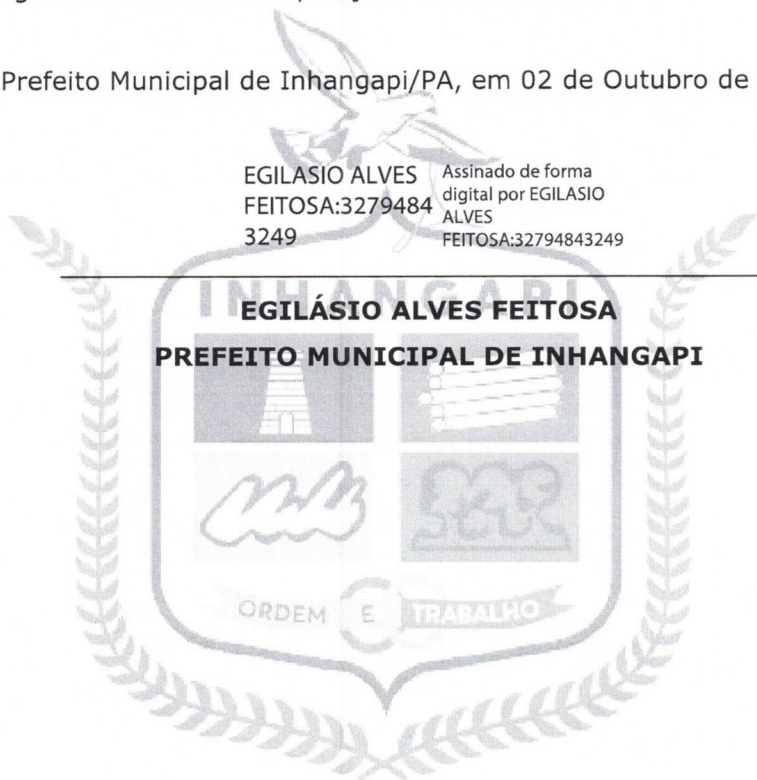 Prefeito Municipal de Inhangapi/PA, em 02 de Outubro de
EGILASIO ALVES
FEITOSA:3279484
3249
Assinado de forma
digital por EGILASIO
ALVES
FEITOSA:32794843249
INHANGAPI
EGILÁSIO ALVES FEITOSA
PREFEITO MUNICIPAL DE INHANGAPI
ORDEM E TRABALHO